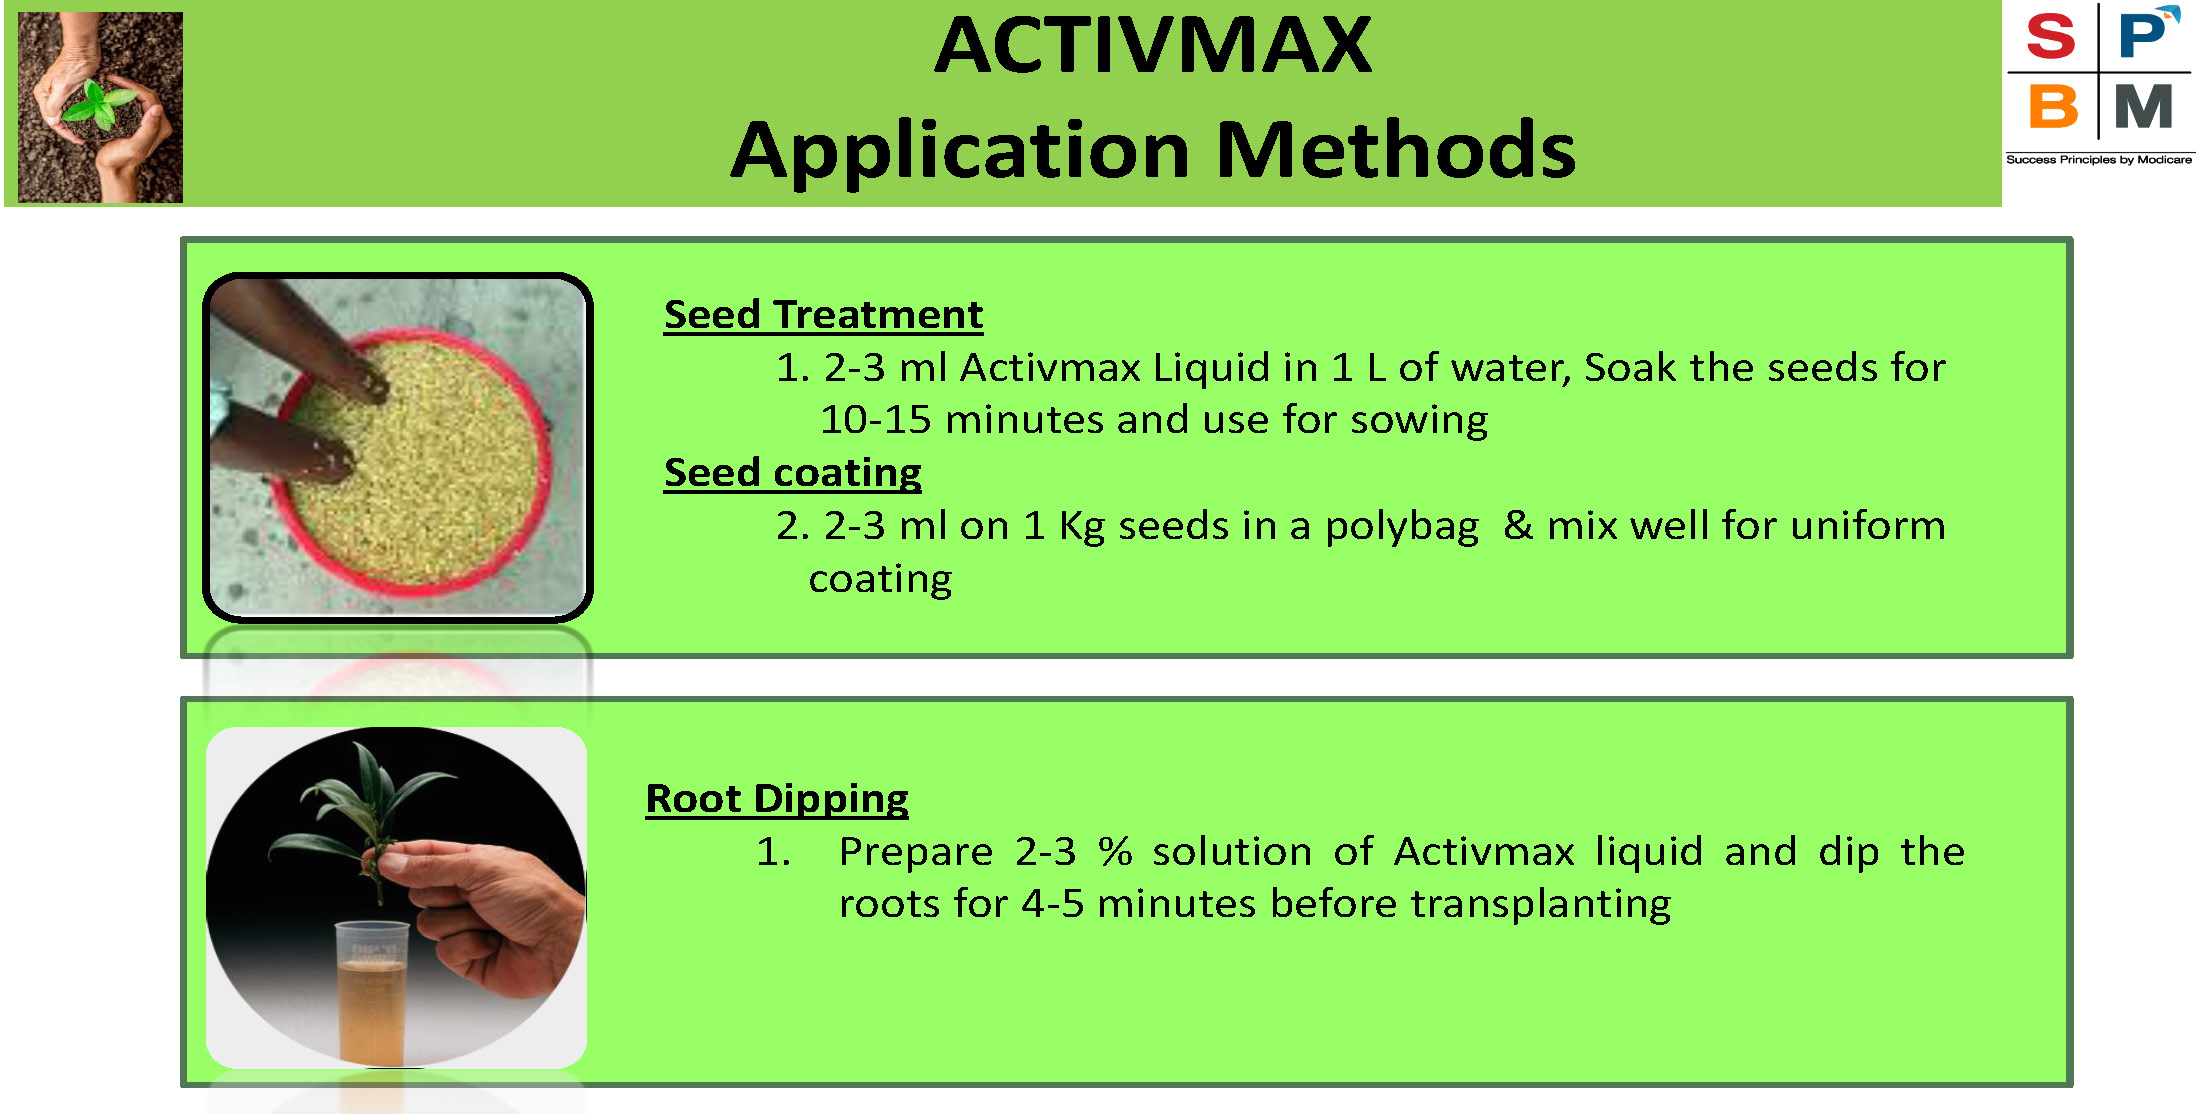 ACTIVMAX
Application Methods
S P
B M
Success Principles by Modicare
Seed Treatment
1. 2-3 ml Activmax Liquid in 1 L of water, Soak the seeds for
10-15 minutes and use for sowing
Seed coating
2. 2-3 ml on 1 Kg seeds in a polybag & mix well for uniform
coating
Root Dipping
1. Prepare 2-3 % solution of Activmax liquid and dip the
roots for 4-5 minutes before transplanting